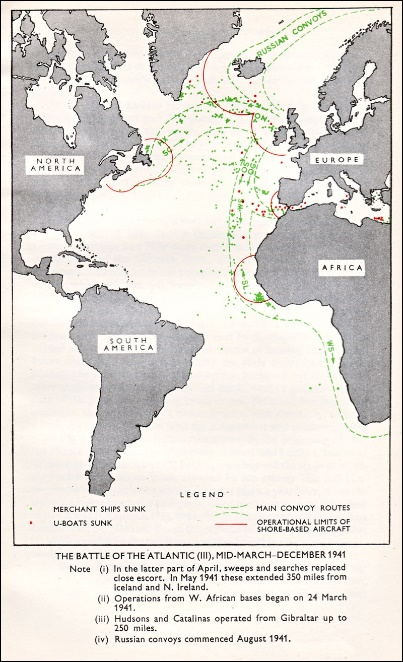 RUSSIAN CONVOYS
NORTH
AMERICA
EUROPE
AFRICA
SL
SOUTH
AMERICA
WS
LEGEND
MERCHANT SHIPS SUNK
U-BOATS SUNK
MAIN CONVOY ROUTES
OPERATIONAL LIMITS OF
SHORE-BASED AIRCRAFT
THE BATTLE OF THE ATLANTIC (III), MID-MARCH–DECEMBER 1941
Note (i) In the latter part of April, sweeps and searches replaced
close escort. In May 1941 these extended 350 miles from
Iceland and N. Ireland.
(ii) Operations from W. African bases began on 24 March
1941.
(iii) Hudsons and Catalinas operated from Gibraltar up to
250 miles.
(iv) Russian convoys commenced August 1941.